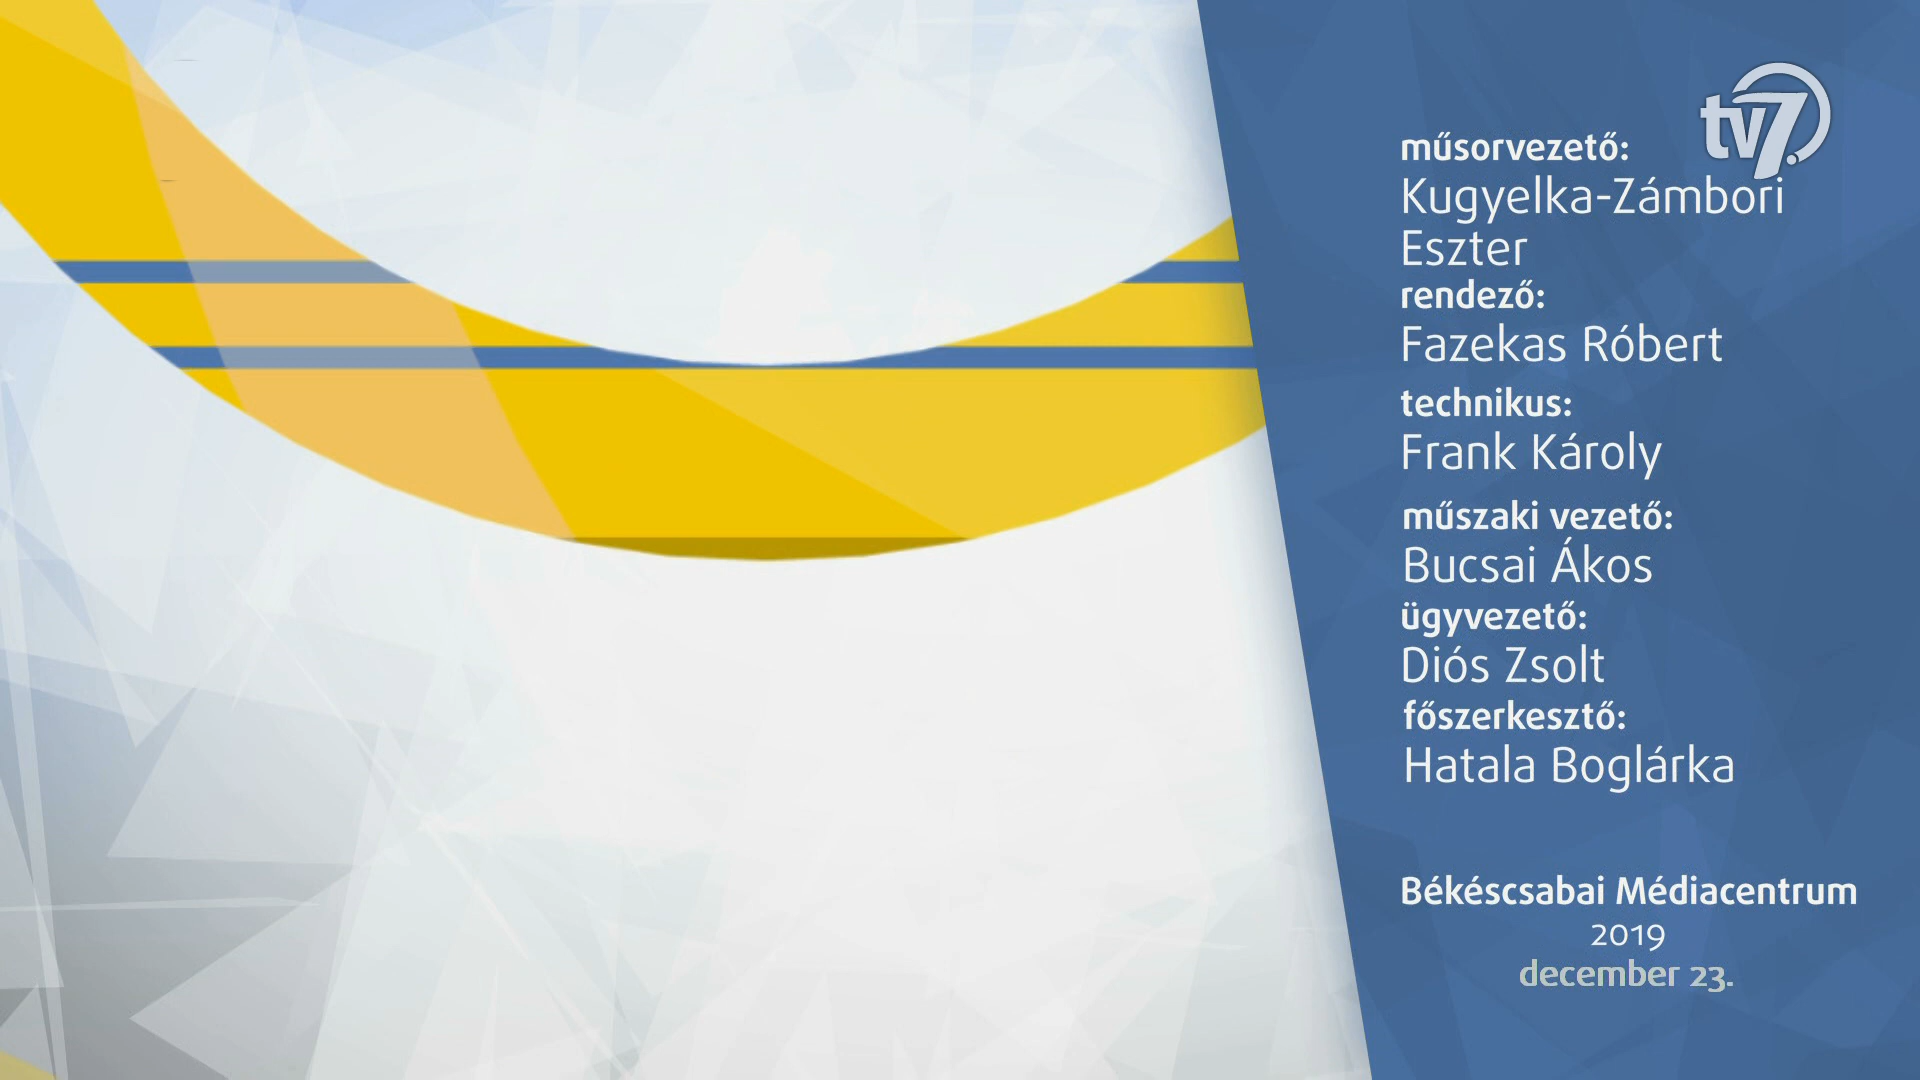 tv7.
műsorvezető:
Kugyelka-Zámbori
Eszter
rendező:
Fazekas Róbert
technikus:
Frank Károly
műszaki vezető:
Bucsai Ákos
ügyvezető:
Diós Zsolt
főszerkesztő:
Hatala Boglárka
Békéscsabai Médiacentrum
2019
december 23.